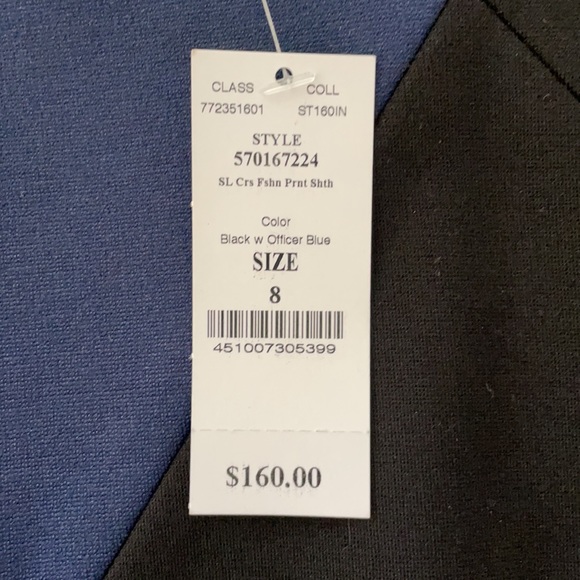 CLASS COLL
772351601 ST160IN
STYLE
570167224
SL Crs Fshn Prnt Shth
Color
Black w Officer Blue
SIZE
8
451007305399
$160.00